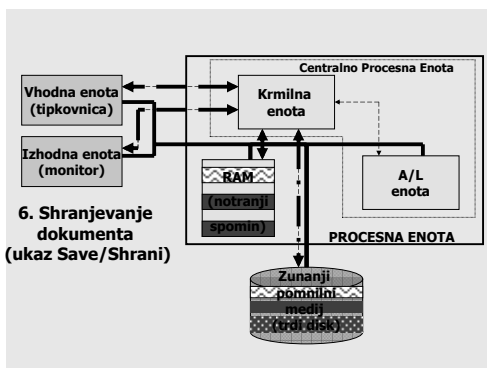 Centralno Procesna Enota
Vhodna enota
(tipkovnica)
Krmilna
enota
Izhodna enota
(monitor)
RAM
(notranji
spomin)
A/L
enota
6. Shranjevanje
dokumenta
(ukaz Save/Shrani)
PROCESNA ENOTA
Zunanji
pomnilni
medij
(trdi disk)